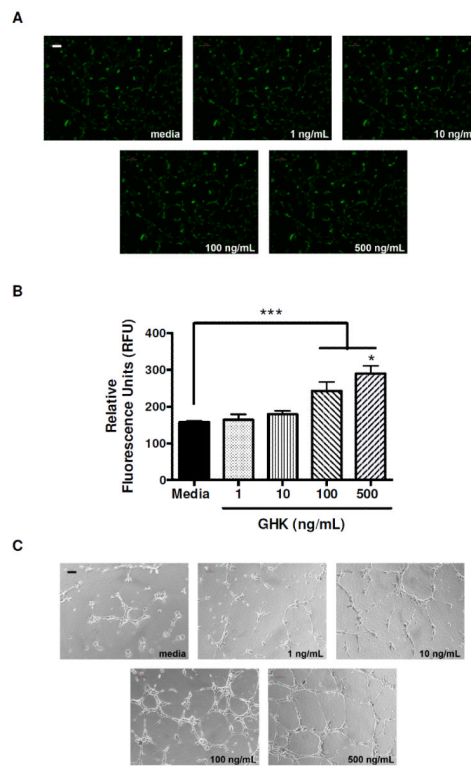 A
media
1 ng/mL
10 ng/mL
100 ng/mL
500 ng/mL
B
***
*
Relative
Fluorescence Units (RFU)
400
300
200
100
0
Media
1
10
100
500
GHK (ng/mL)
C
media
1 ng/mL
10 ng/mL
100 ng/mL
500 ng/mL